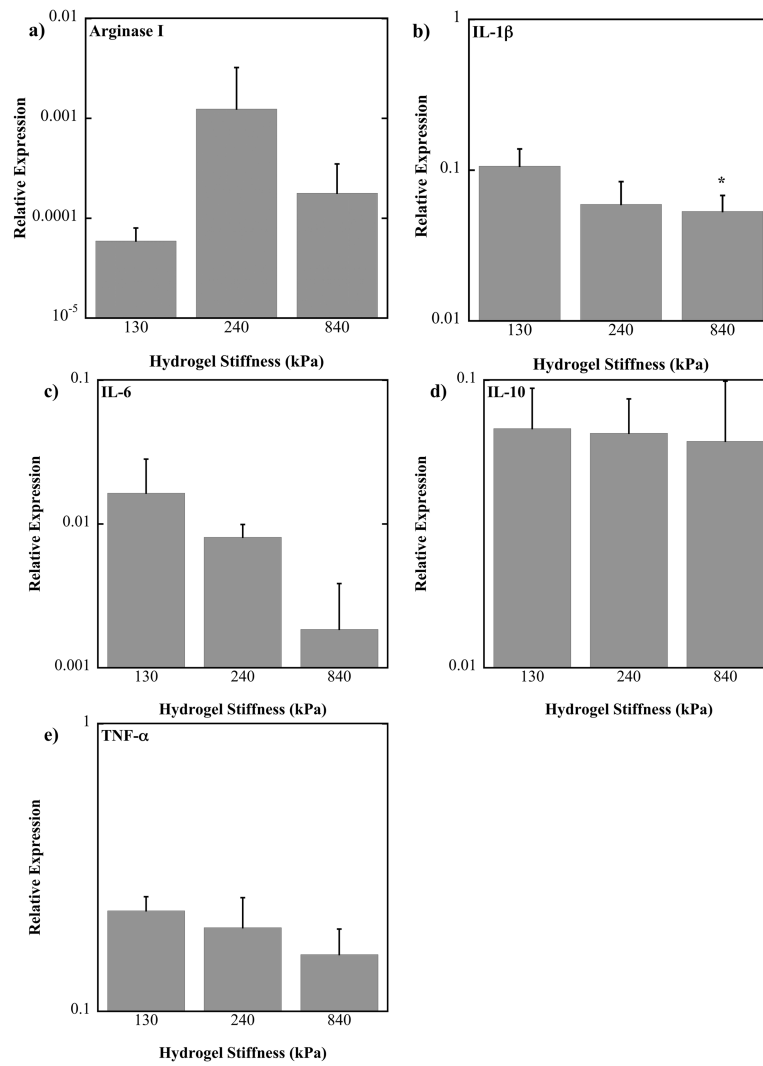 a)
Arginase I
0.01
0.001
0.0001
10-5
Relative Expression
130 240 840
Hydrogel Stiffness (kPa)
b)
IL-1β
1
0.1
0.01
Relative Expression
*
130 240 840
Hydrogel Stiffness (kPa)
c)
IL-6
0.1
0.01
0.001
Relative Expression
130 240 840
Hydrogel Stiffness (kPa)
d)
IL-10
0.1
0.01
Relative Expression
130 240 840
Hydrogel Stiffness (kPa)
e)
TNF-α
1
0.1
Relative Expression
130 240 840
Hydrogel Stiffness (kPa)